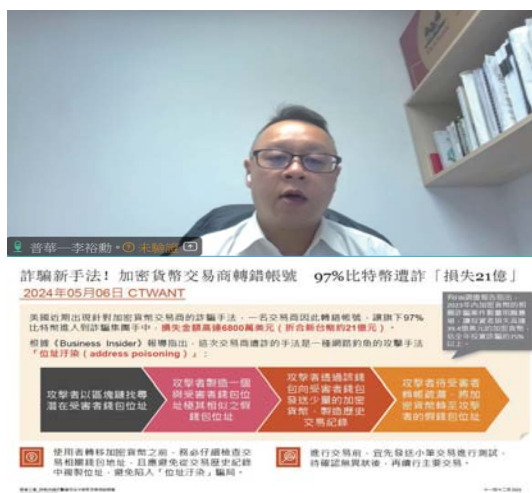 普華—李裕勳・未驗證
詐騙新手法！加密貨幣交易商轉錯帳號 97%比特幣遭詐「損失21億」
2024年05月06日 CTWANT
美國近期出現針對加密貨幣交易商的詐騙手法，一名交易商因此轉錯帳號，讓旗下97%
比特幣進入到詐騙集團手中，損失金額高達6800萬美元（折合新台幣約21億元）。
根據《Business Insider》報導指出，這次交易商遭詐的手法是一種網路釣魚的攻擊手法
「位址汙染（address poisoning）」：
攻擊者以區塊鏈找尋
潛在受害者錢包位址
攻擊者製造一個
與受害者錢包位
址極其相似之假
錢包位址
攻擊者透過該錢
包向受害者錢包
發送少量的加密
貨幣，製造歷史
交易紀錄
攻擊者待受害者
轉帳疏漏，將加
密貨幣轉至攻擊
者的假錢包位址
使用者轉移加密貨幣之前，務必仔細檢查交
易相關錢包地址，且應避免從交易歷史紀錄
中複製位址，避免陷入「位址汙染」騙局。
進行交易前，宜先發送小筆交易進行測試，
待確認無異狀後，再續行主要交易。